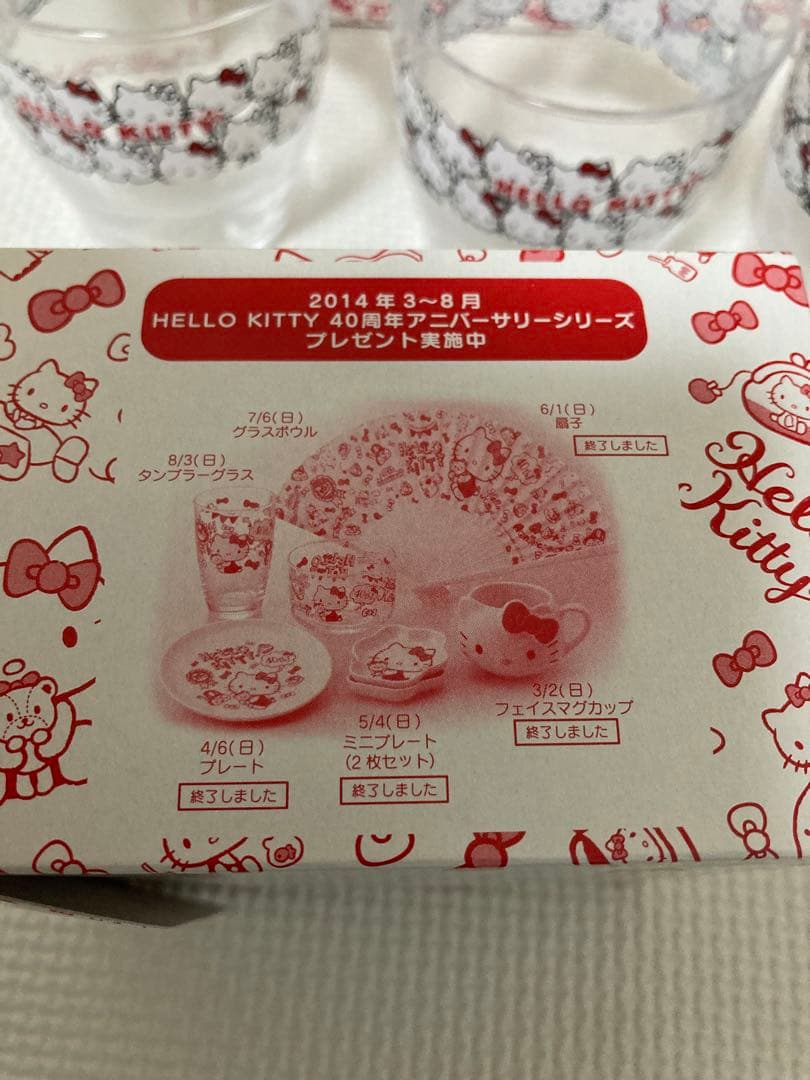 HELLO KITTY
HELLO KITTY
2014年3〜8月
HELLO KITTY 40周年アニバーサリーシリーズ
プレゼント実施中
7/6(日)
グラスボウル
6/1(日)
扇子
終了しました
8/3(日)
タンブラーグラス
3/2(日)
フェイスマグカップ
終了しました
5/4(日)
ミニプレート
(2枚セット)
終了しました
4/6(日)
プレート
終了しました
Hello
Kitty